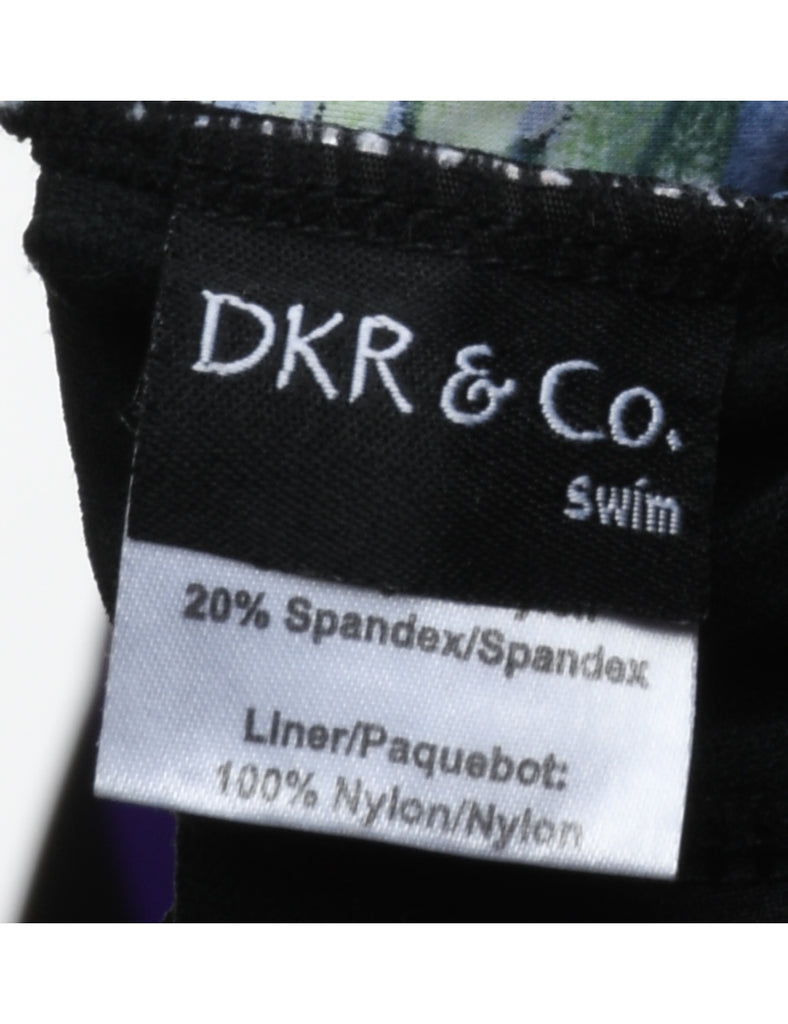 DKR & Co.
swim
20% Spandex/Spandex
Liner/Paquebot:
100% Nylon/Nylon